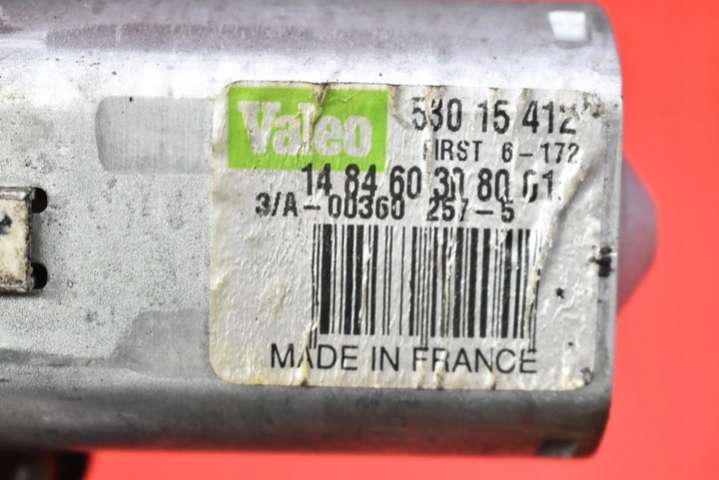 Valeo 530 15 412
FIRST 6-172
14 84 60 30 80 01
3/A-00360 257-5
MADE IN FRANCE